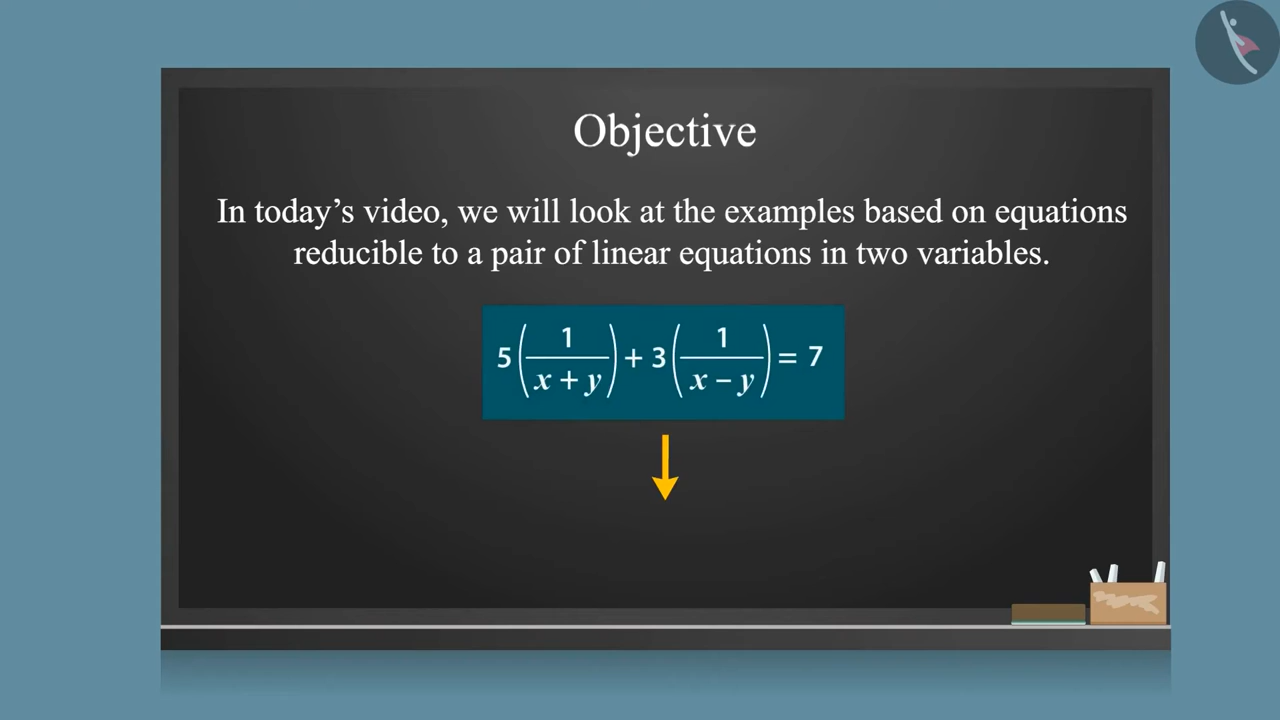 Objective
In today’s video, we will look at the examples based on equations
reducible to a pair of linear equations in two variables.
5(1/(x + y)) + 3(1/(x − y)) = 7